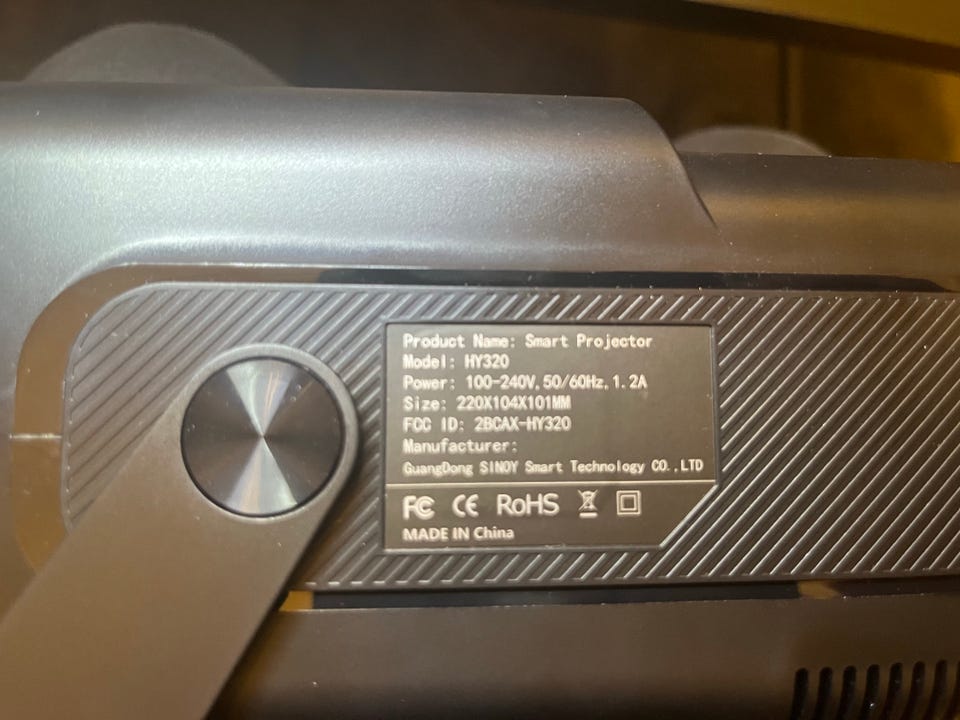 Product Name: Smart Projector
Model: HY320
Power: 100-240V,50/60Hz,1.2A
Size: 220X104X101MM
FCC ID: 2BCAX-HY320
Manufacturer:
GuangDong SINOY Smart Technology CO.,LTD
FC CE RoHS
MADE IN China